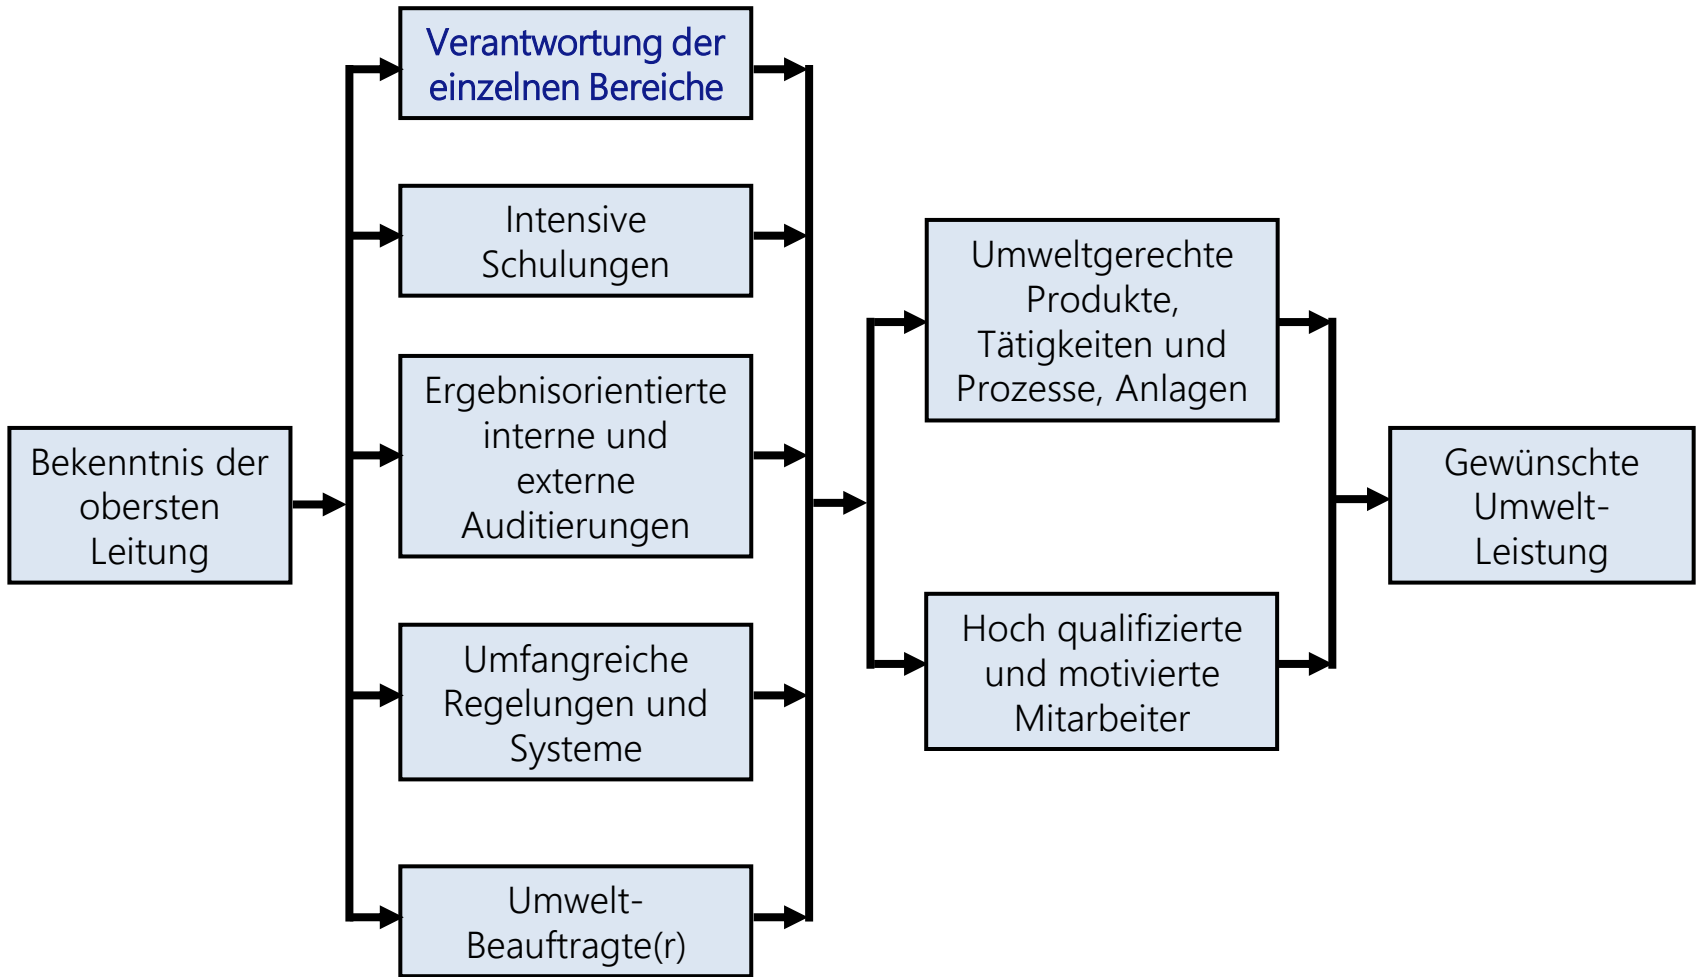 Verantwortung der
einzelnen Bereiche
Intensive
Schulungen
Ergebnisorientierte
interne und
externe
Auditierungen
Bekenntnis der
obersten
Leitung
Umfangreiche
Regelungen und
Systeme
Umwelt-
Beauftragte(r)
Umweltgerechte
Produkte,
Tätigkeiten und
Prozesse, Anlagen
Hoch qualifizierte
und motivierte
Mitarbeiter
Gewünschte
Umwelt-
Leistung